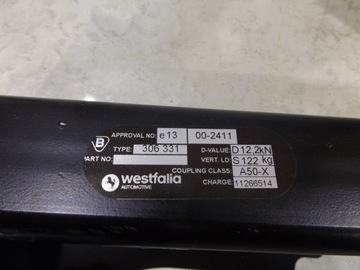 APPROVAL NO: e13 00-2411
B TYPE: 306 331 D-VALUE: D 12,2kN
PART NO: VERT. LD: S 122 kg
COUPLING CLASS: A50-X
westfalia CHARGE: 11266514
AUTOMOTIVE